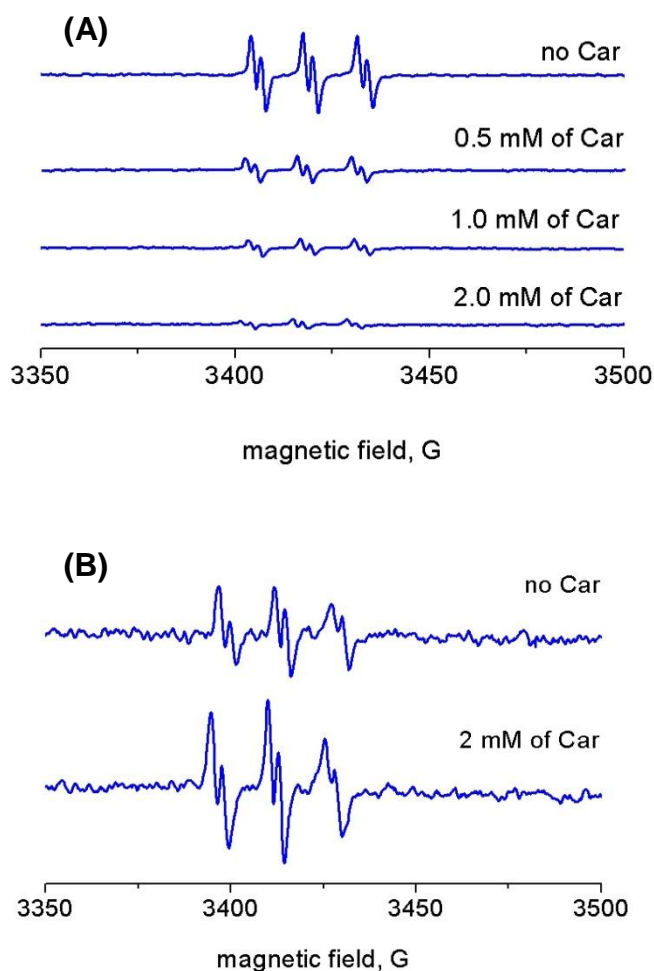 (A)
no Car
0.5 mM of Car
1.0 mM of Car
2.0 mM of Car
3350 3400 3450 3500
magnetic field, G
(B)
no Car
2 mM of Car
3350 3400 3450 3500
magnetic field, G